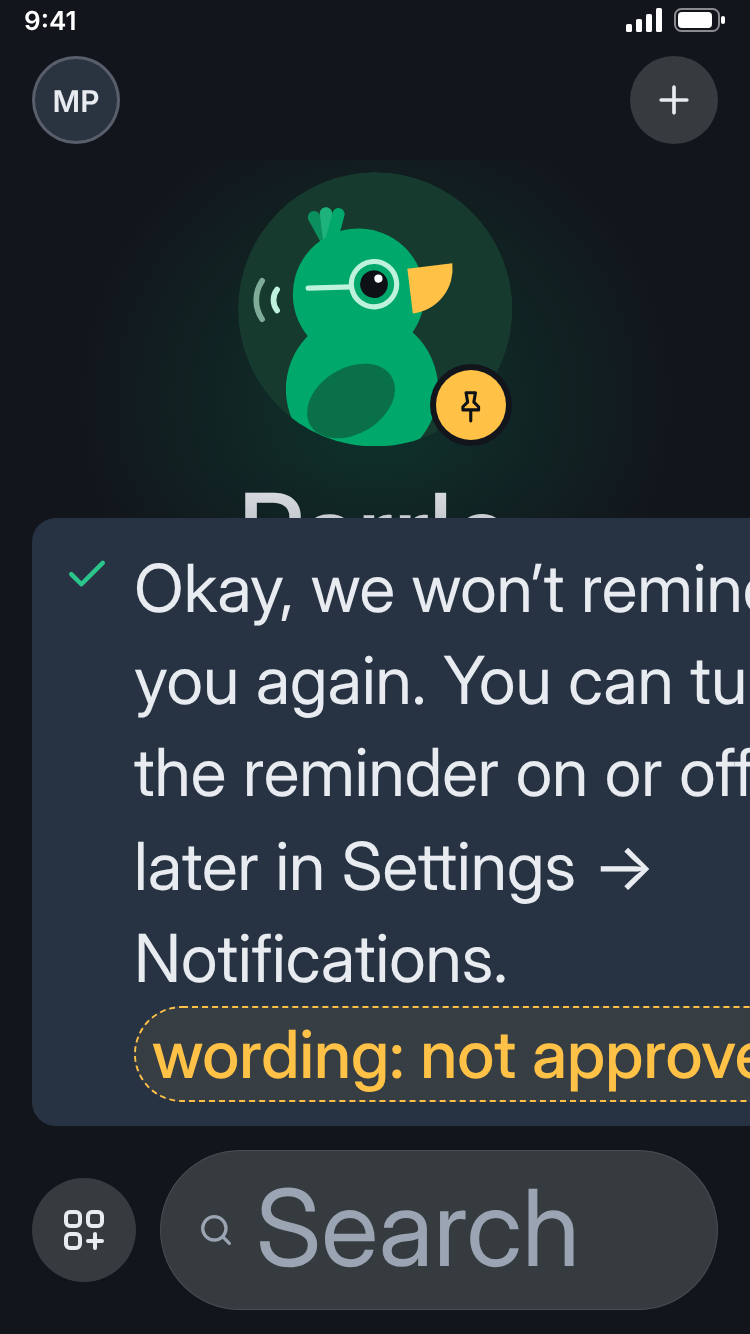 9:41
MP
Okay, we won’t remind
you again. You can tu
the reminder on or off
later in Settings →
Notifications.
wording: not approve
Search